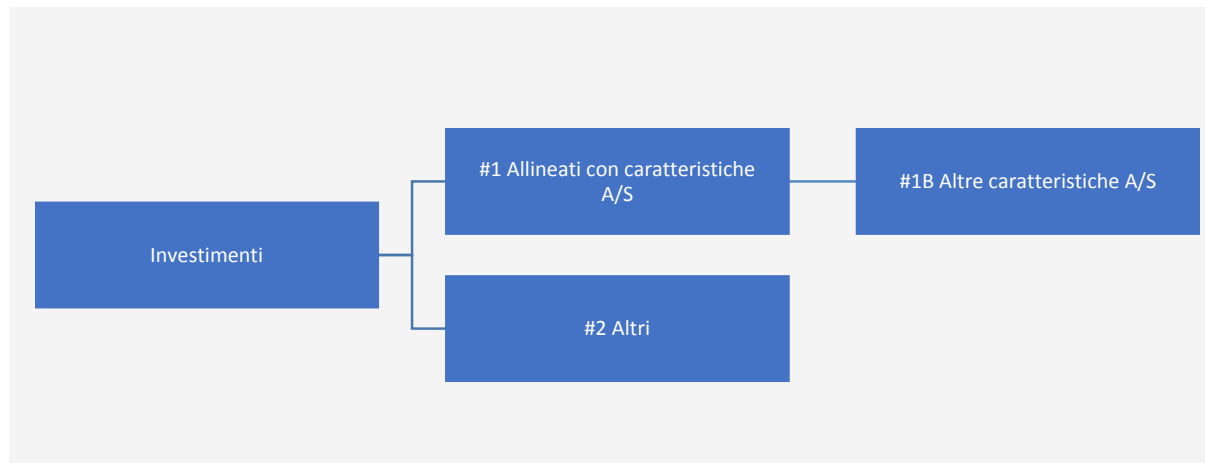 #1 Allineati con caratteristiche
A/S
#1B Altre caratteristiche A/S
Investimenti
#2 Altri